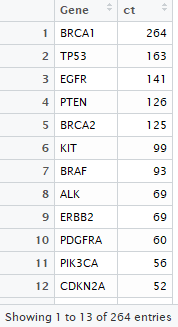 Gene ct
1 BRCA1 264
2 TP53 163
3 EGFR 141
4 PTEN 126
5 BRCA2 125
6 KIT 99
7 BRAF 93
8 ALK 69
9 ERBB2 69
10 PDGFRA 60
11 PIK3CA 56
12 CDKN2A 52
Showing 1 to 13 of 264 entries